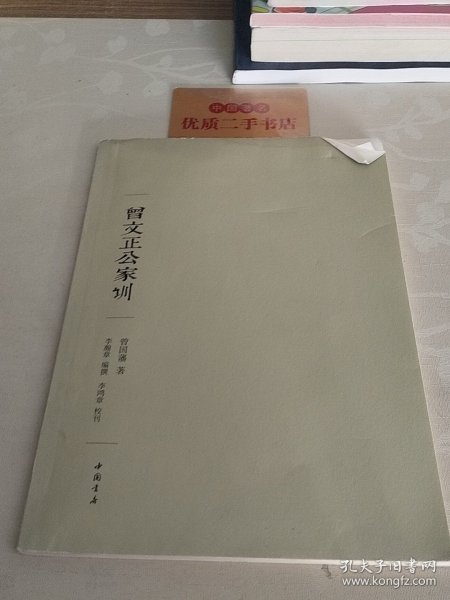 中国书店
优质二手书店
曾文正公家训
曾国藩 著
李瀚章 编撰 李鸿章 校刊
中国书店
孔夫子旧书网
www.kongfz.com